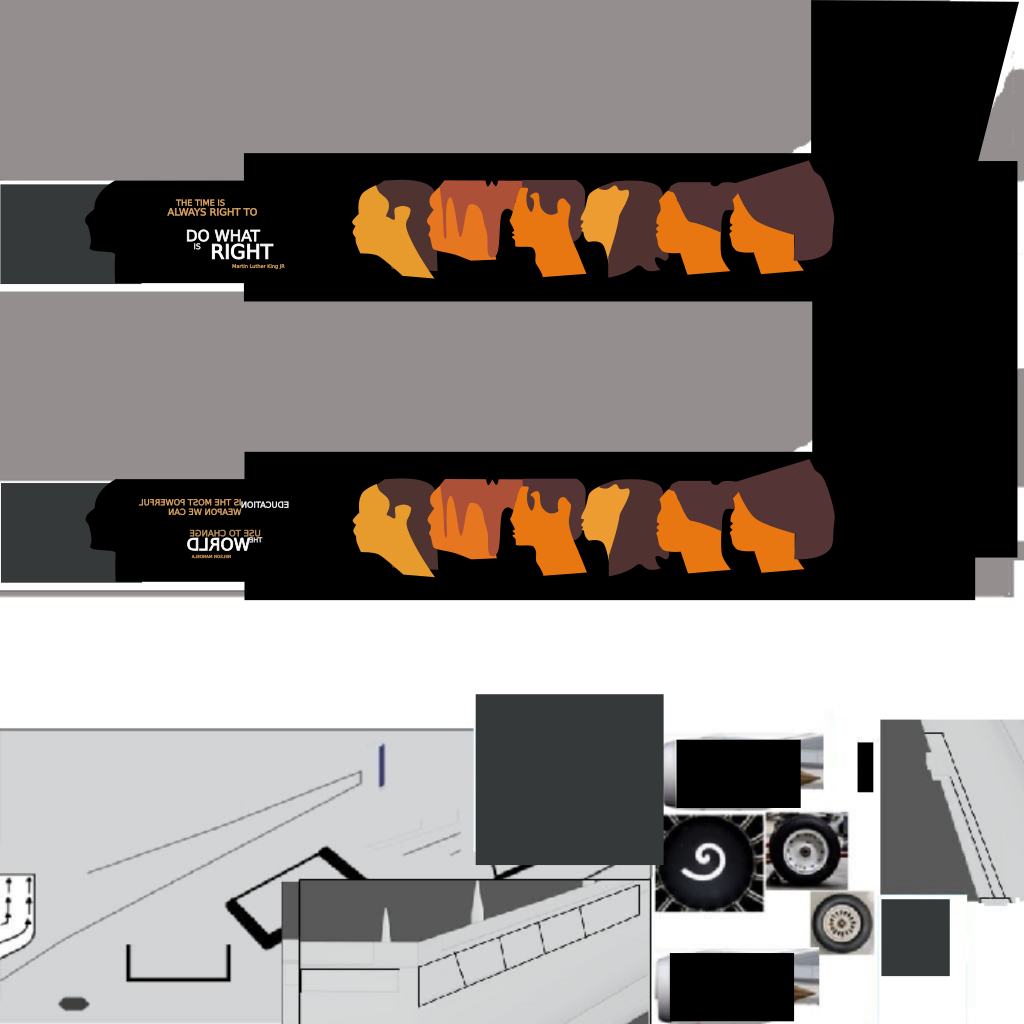 THE TIME IS
ALWAYS RIGHT TO
DO WHAT
IS RIGHT
Martin Luther King JR
EDUCATION
IS THE MOST POWERFUL
WEAPON WE CAN
USE TO CHANGE
THE
WORLD
NELSON MANDELA